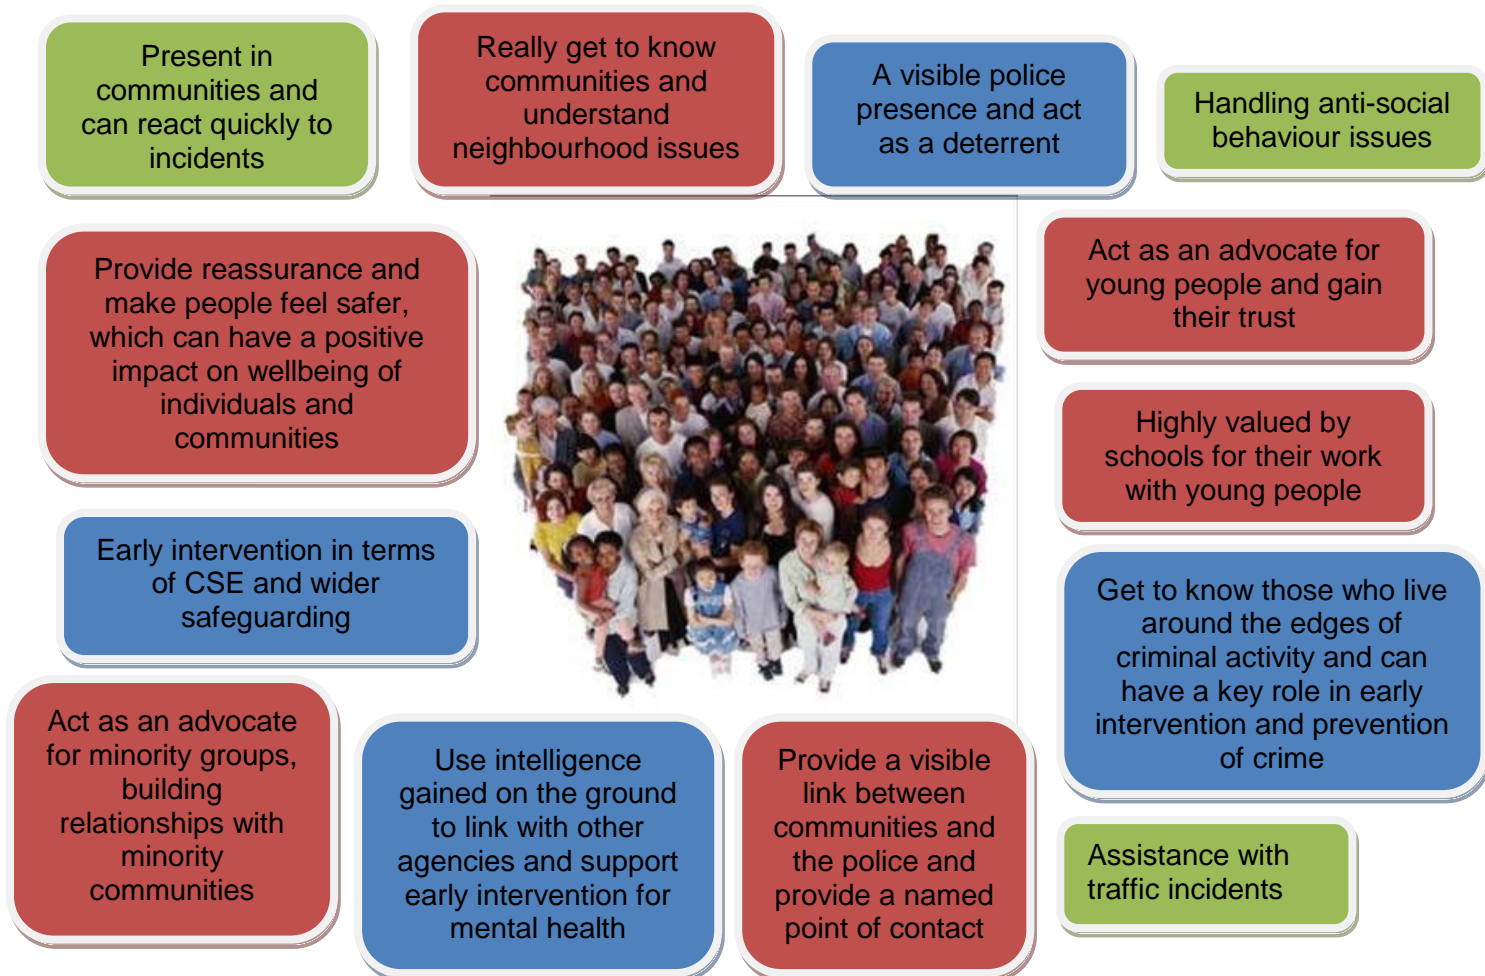 Present in
communities and
can react quickly to
incidents
Really get to know
communities and
understand
neighbourhood issues
A visible police
presence and act
as a deterrent
Handling anti-social
behaviour issues
Provide reassurance and
make people feel safer,
which can have a positive
impact on wellbeing of
individuals and
communities
Act as an advocate for
young people and gain
their trust
Highly valued by
schools for their work
with young people
Early intervention in terms
of CSE and wider
safeguarding
Get to know those who live
around the edges of
criminal activity and can
have a key role in early
intervention and prevention
of crime
Act as an advocate
for minority groups,
building
relationships with
minority
communities
Use intelligence
gained on the ground
to link with other
agencies and support
early intervention for
mental health
Provide a visible
link between
communities and
the police and
provide a named
point of contact
Assistance with
traffic incidents